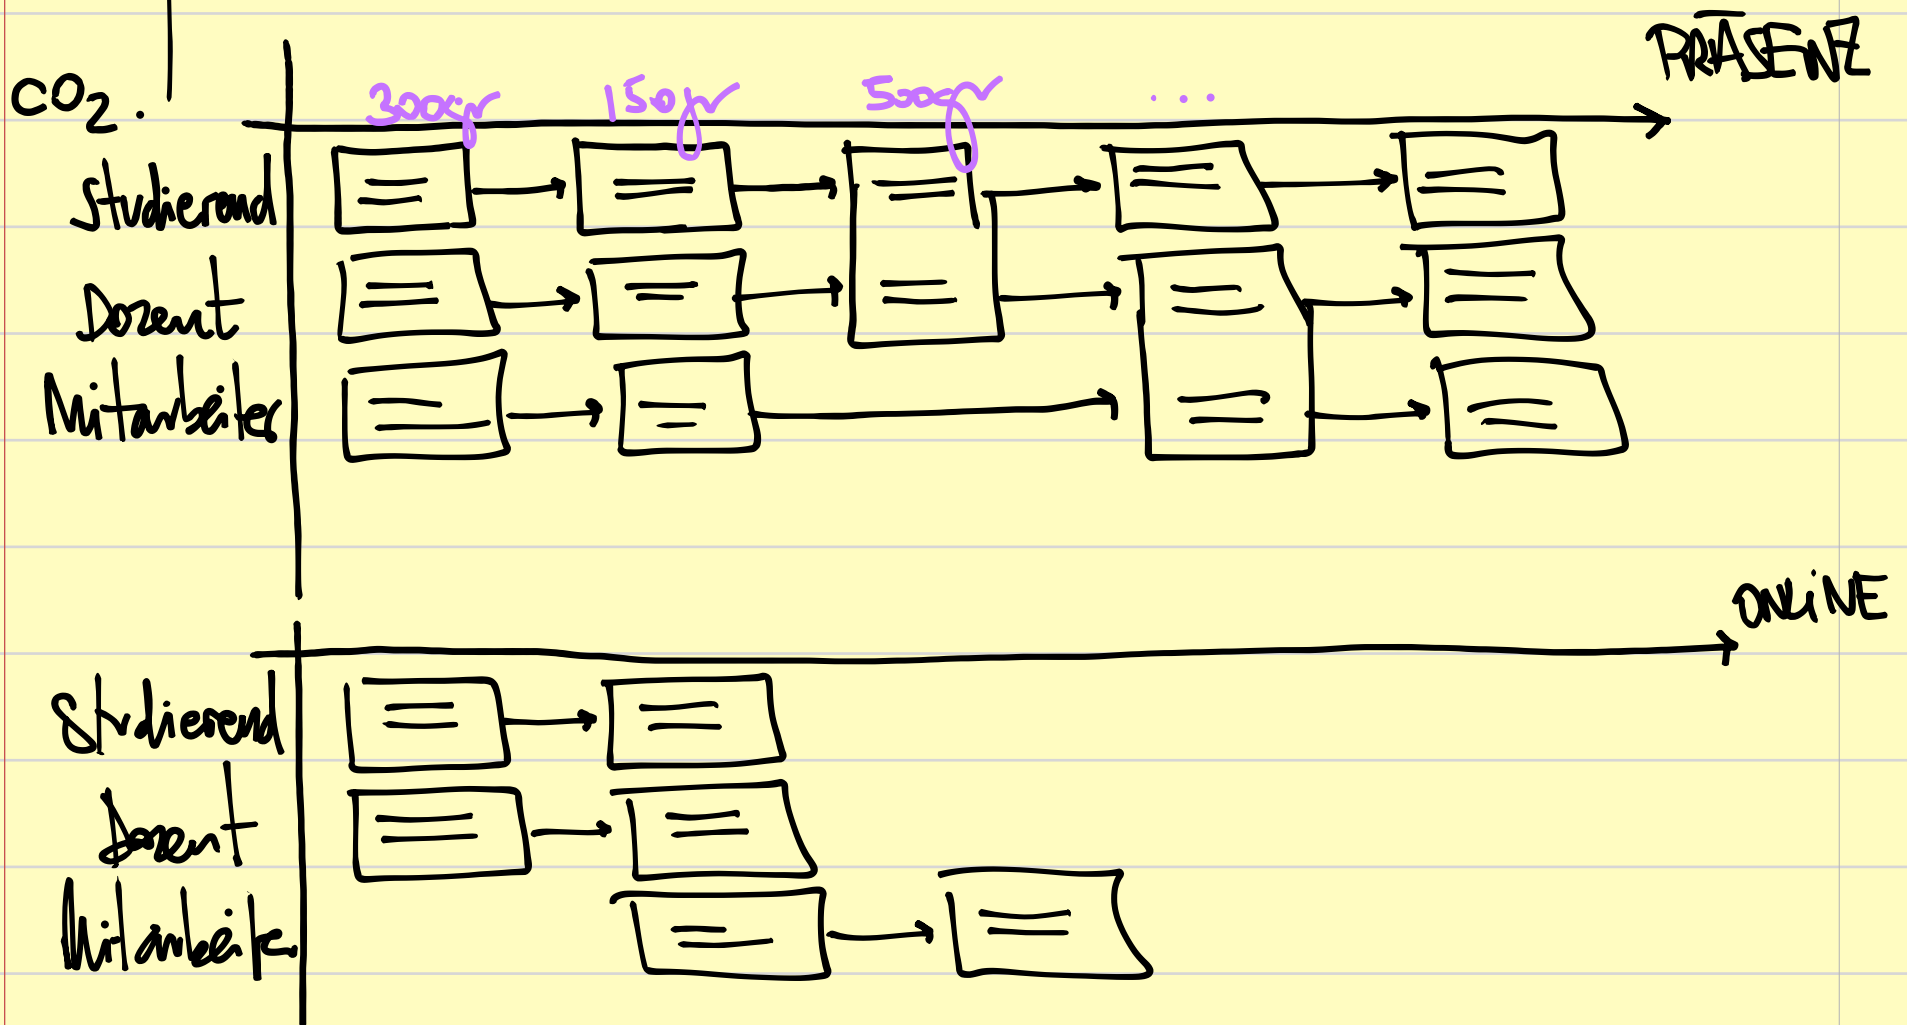 PRÄSENZ
CO2.
300gr 150gr 500gr ...
Studierend
Dozent
Mitarbeiter
ONLiNE
Studierend
Dozent
Mitarbeiter